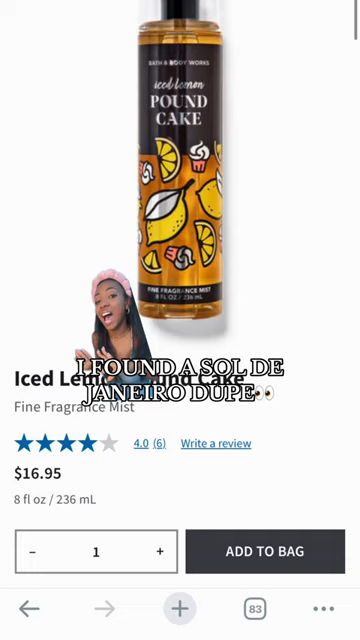 BATH & BODY WORKS
iced lemon
POUND
CAKE
FINE FRAGRANCE MIST
8 FL OZ / 236 mL
I FOUND A SOL DE
JANEIRO DUPE👀
Iced Lemon Pound Cake
Fine Fragrance Mist
4.0 (6) Write a review
$16.95
8 fl oz / 236 mL
− 1 + ADD TO BAG
83